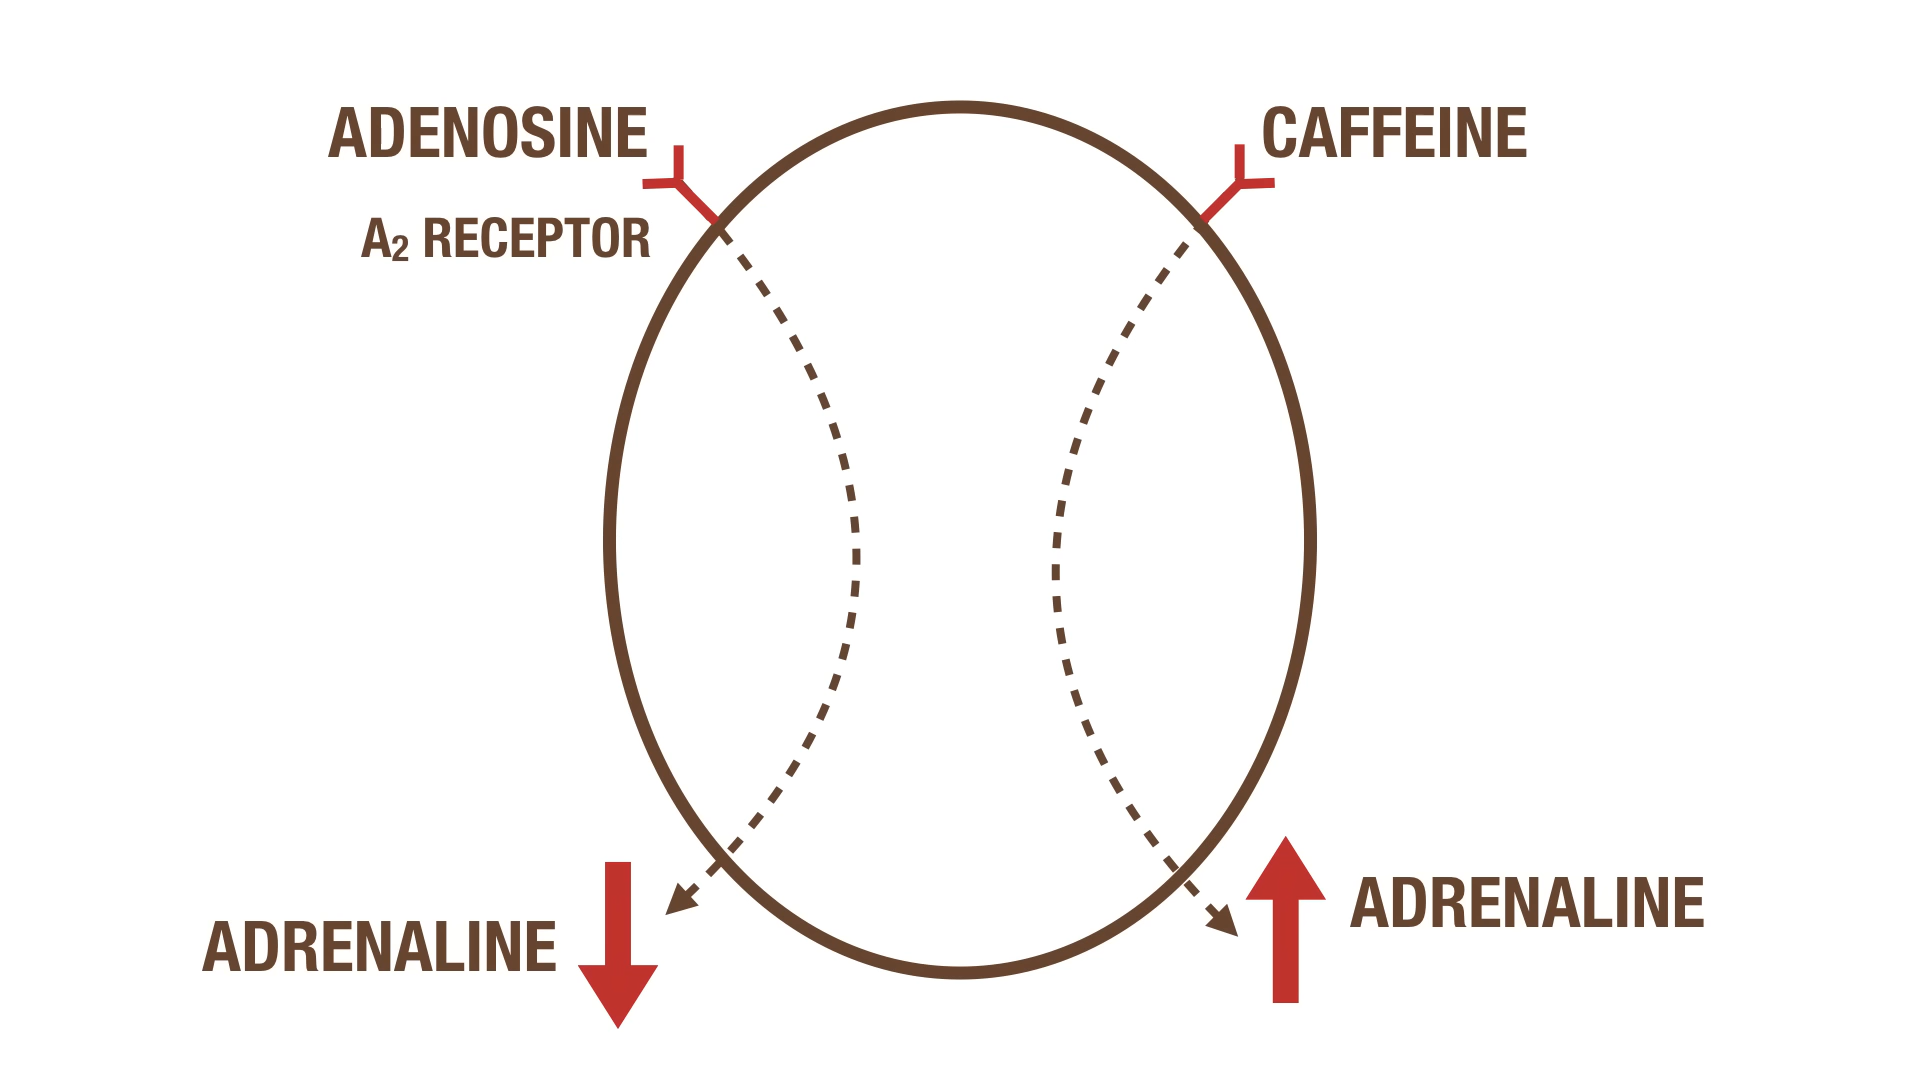 ADENOSINE
CAFFEINE
A₂ RECEPTOR
ADRENALINE
ADRENALINE